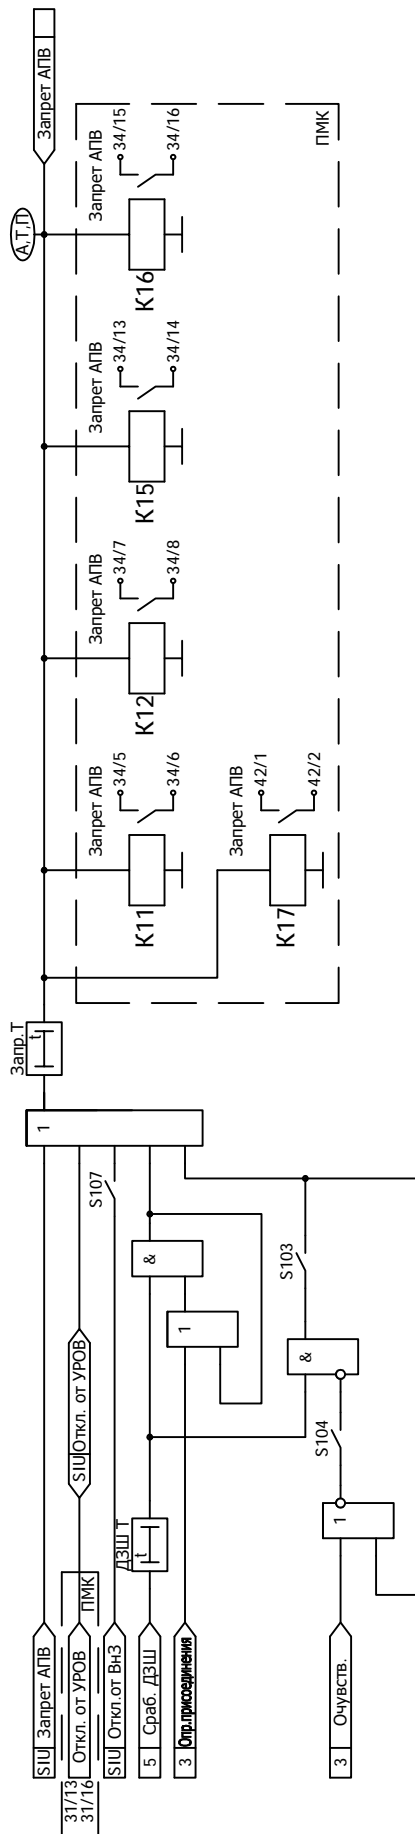 SIU Запрет АПВ
31/13
31/16
Откл. от УРОВ
ПМК
SIU Откл. от УРОВ
SIU Откл.от ВнЗ
S107
5 Сраб. ДЗШ
ДЗШ Т
t
3 Опр.присоединения
&
1
1
Запр.Т
t
А,Т,П
Запрет АПВ
К11
Запрет АПВ
34/5
34/6
К12
Запрет АПВ
34/7
34/8
К15
Запрет АПВ
34/13
34/14
К16
Запрет АПВ
34/15
34/16
К17
Запрет АПВ
42/1
42/2
ПМК
3 Очувств.
1
S104
&
S103